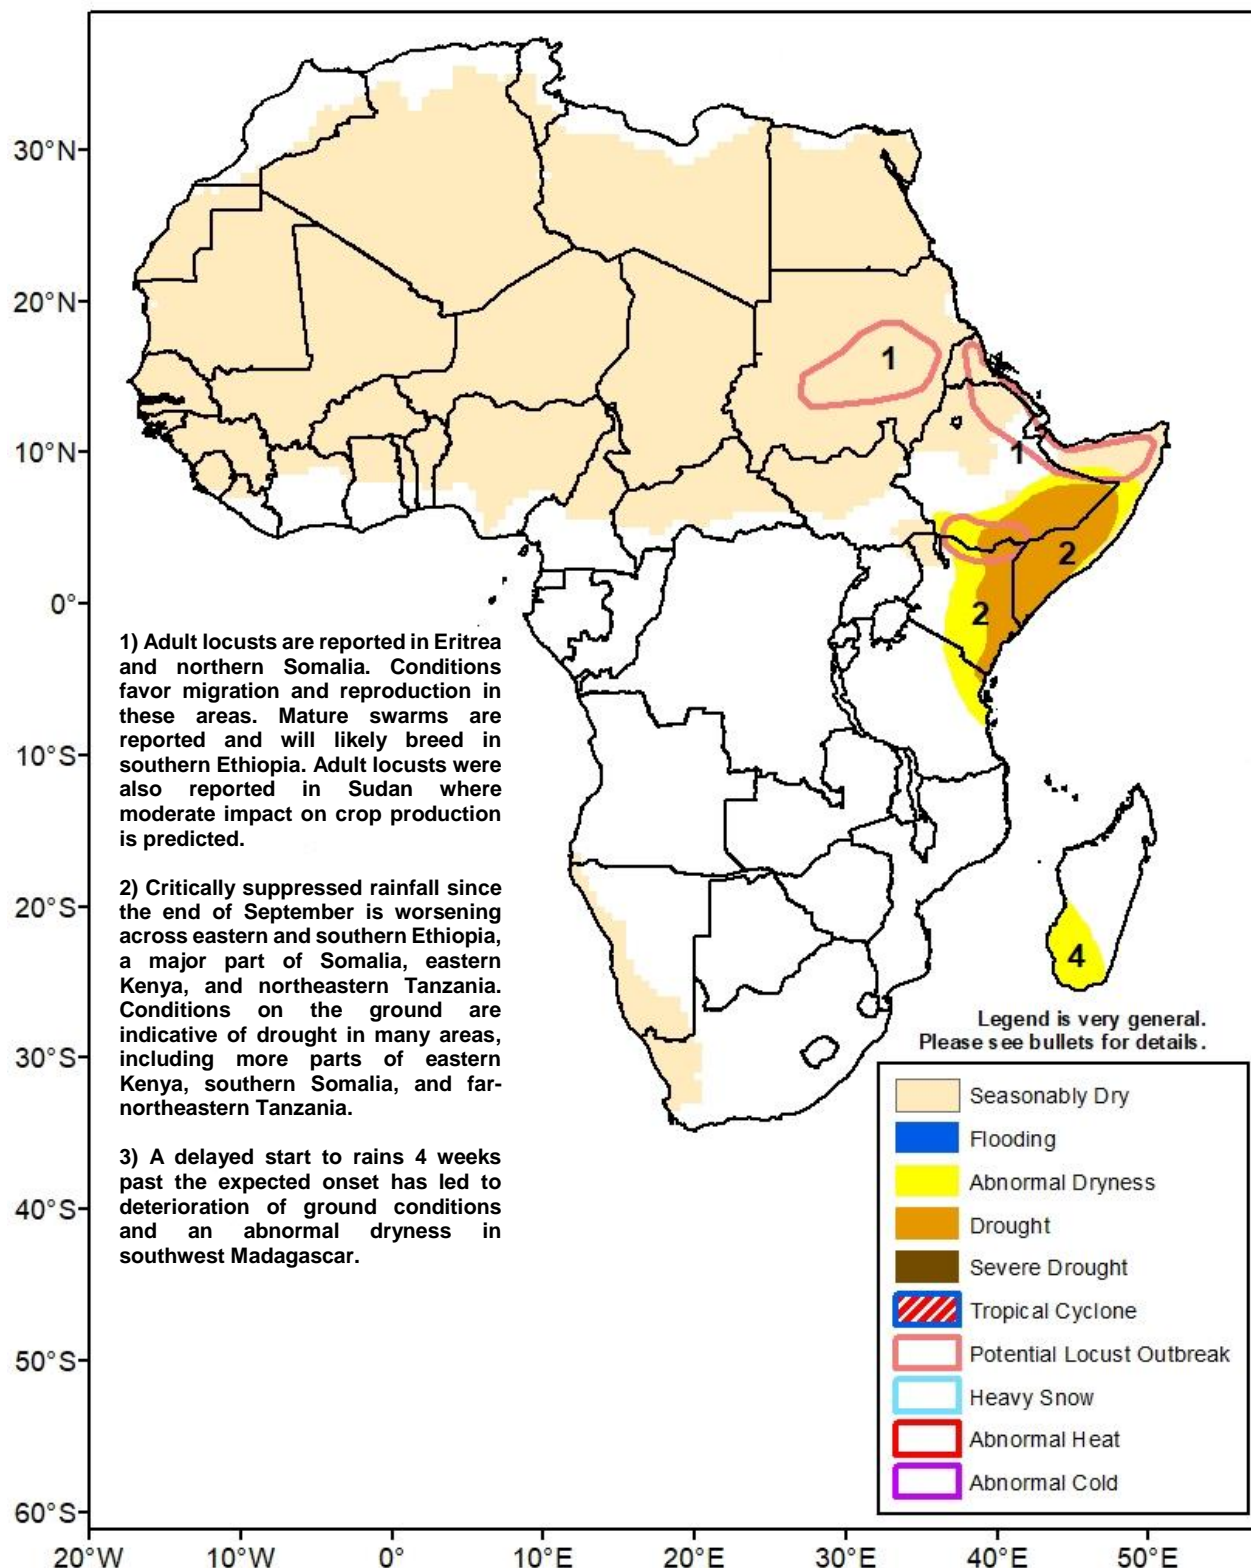 30°N
20°N
10°N
0°
10°S
20°S
30°S
40°S
50°S
60°S
20°W
10°W
0°
10°E
20°E
30°E
40°E
50°E
1
1
2
2
4
1) Adult locusts are reported in Eritrea
and northern Somalia. Conditions
favor migration and reproduction in
these areas. Mature swarms are
reported and will likely breed in
southern Ethiopia. Adult locusts were
also reported in Sudan where
moderate impact on crop production
is predicted.
2) Critically suppressed rainfall since
the end of September is worsening
across eastern and southern Ethiopia,
a major part of Somalia, eastern
Kenya, and northeastern Tanzania.
Conditions on the ground are
indicative of drought in many areas,
including more parts of eastern
Kenya, southern Somalia, and far-
northeastern Tanzania.
3) A delayed start to rains 4 weeks
past the expected onset has led to
deterioration of ground conditions
and an abnormal dryness in
southwest Madagascar.
Legend is very general.
Please see bullets for details.
Seasonably Dry
Flooding
Abnormal Dryness
Drought
Severe Drought
Tropical Cyclone
Potential Locust Outbreak
Heavy Snow
Abnormal Heat
Abnormal Cold